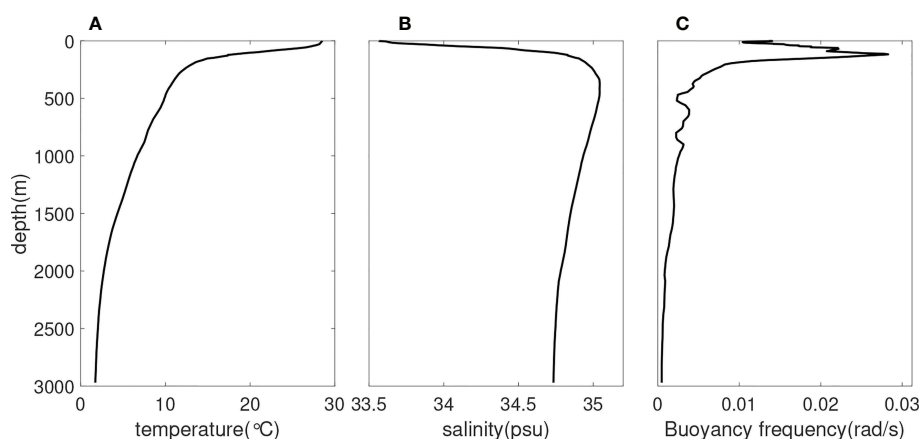 A B C
0
500
1000
1500
2000
2500
3000
depth(m)
0 10 20 30
temperature(°C)
33.5 34 34.5 35
salinity(psu)
0 0.01 0.02 0.03
Buoyancy frequency(rad/s)